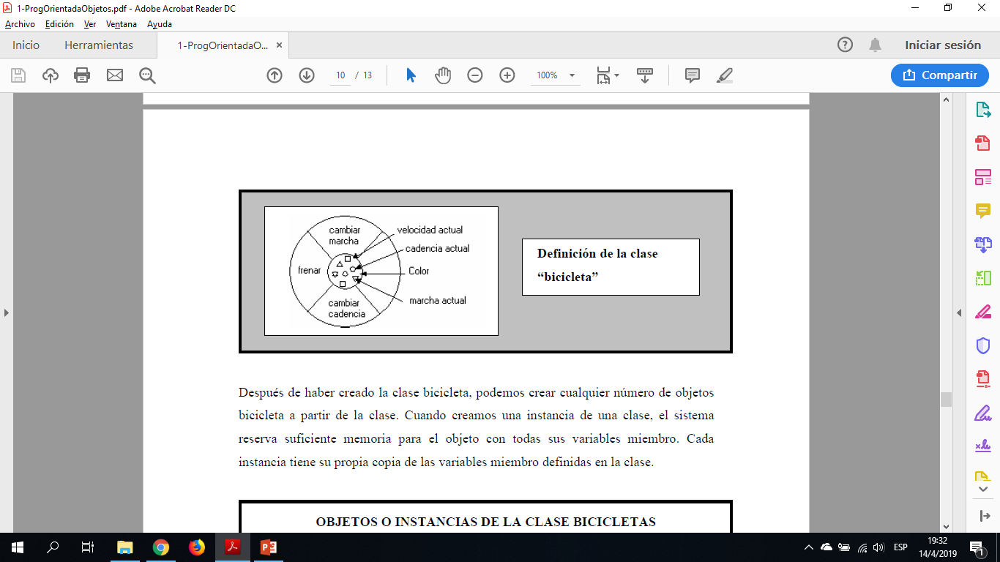 1-ProgOrientadaObjetos.pdf - Adobe Acrobat Reader DC
Archivo Edición Ver Ventana Ayuda
Inicio Herramientas 1-ProgOrientadaO... Iniciar sesión
10 / 13 100% Compartir
cambiar
marcha
velocidad actual
cadencia actual
frenar
Color
marcha actual
cambiar
cadencia
Definición de la clase
“bicicleta”
Después de haber creado la clase bicicleta, podemos crear cualquier número de objetos
bicicleta a partir de la clase. Cuando creamos una instancia de una clase, el sistema
reserva suficiente memoria para el objeto con todas sus variables miembro. Cada
instancia tiene su propia copia de las variables miembro definidas en la clase.
OBJETOS O INSTANCIAS DE LA CLASE BICICLETAS
ESP
19:32
14/4/2019
1